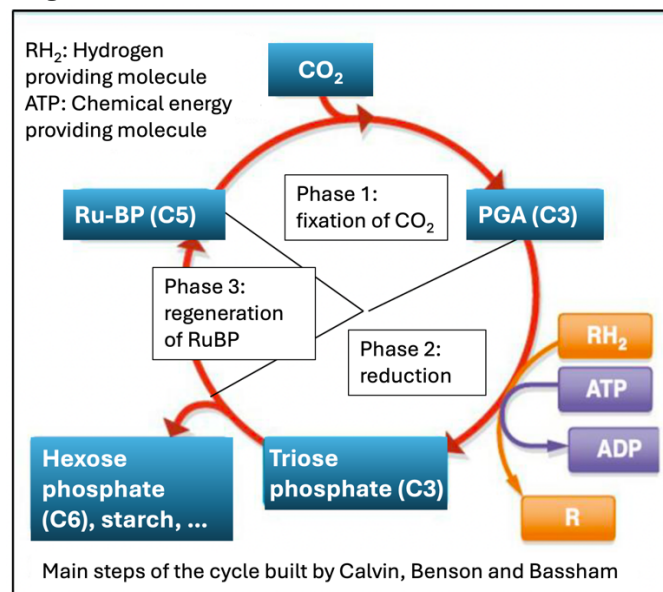 RH₂: Hydrogen
providing molecule
ATP: Chemical energy
providing molecule
CO₂
Ru-BP (C5)
Phase 1:
fixation of CO₂
PGA (C3)
Phase 3:
regeneration
of RuBP
Phase 2:
reduction
RH₂
ATP
ADP
R
Hexose
phosphate
(C6), starch, ...
Triose
phosphate (C3)
Main steps of the cycle built by Calvin, Benson and Bassham